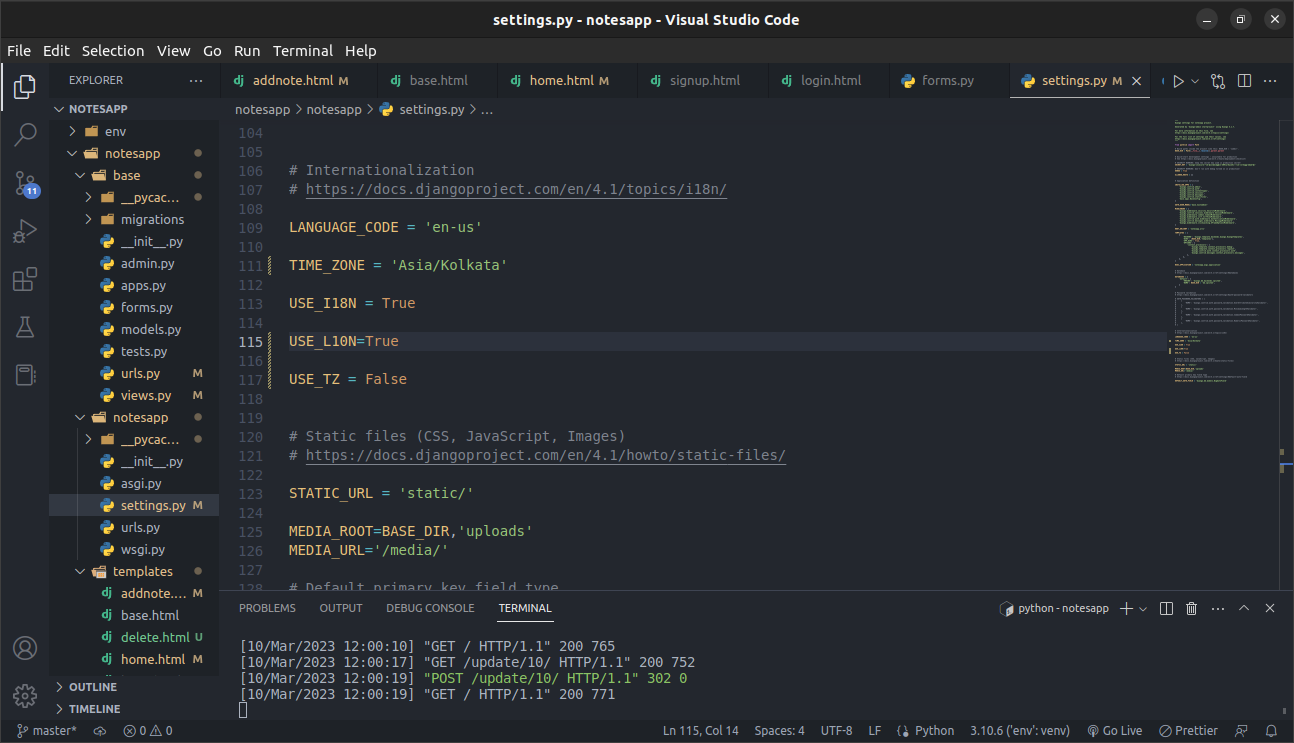 settings.py - notesapp - Visual Studio Code
File Edit Selection View Go Run Terminal Help
EXPLORER
addnote.html M
base.html
home.html M
signup.html
login.html
forms.py
settings.py M
NOTESAPP
notesapp > notesapp > settings.py > ...
env
notesapp
base
__pycac...
migrations
__init__.py
admin.py
apps.py
forms.py
models.py
tests.py
urls.py M
views.py M
notesapp
__pycac...
__init__.py
asgi.py
settings.py M
urls.py
wsgi.py
templates
addnote.... M
base.html
delete.html U
home.html M
OUTLINE
TIMELINE
11
104
105
106 # Internationalization
107 # https://docs.djangoproject.com/en/4.1/topics/i18n/
108
109 LANGUAGE_CODE = 'en-us'
110
111 TIME_ZONE = 'Asia/Kolkata'
112
113 USE_I18N = True
114
115 USE_L10N=True
116
117 USE_TZ = False
118
119
120 # Static files (CSS, JavaScript, Images)
121 # https://docs.djangoproject.com/en/4.1/howto/static-files/
122
123 STATIC_URL = 'static/'
124
125 MEDIA_ROOT=BASE_DIR,'uploads'
126 MEDIA_URL='/media/'
127
128 # Default primary key field type
PROBLEMS OUTPUT DEBUG CONSOLE TERMINAL
python - notesapp
[10/Mar/2023 12:00:10] "GET / HTTP/1.1" 200 765
[10/Mar/2023 12:00:17] "GET /update/10/ HTTP/1.1" 200 752
[10/Mar/2023 12:00:19] "POST /update/10/ HTTP/1.1" 302 0
[10/Mar/2023 12:00:19] "GET / HTTP/1.1" 200 771
master* 0 0 Ln 115, Col 14 Spaces: 4 UTF-8 LF Python 3.10.6 ('env': venv) Go Live Prettier